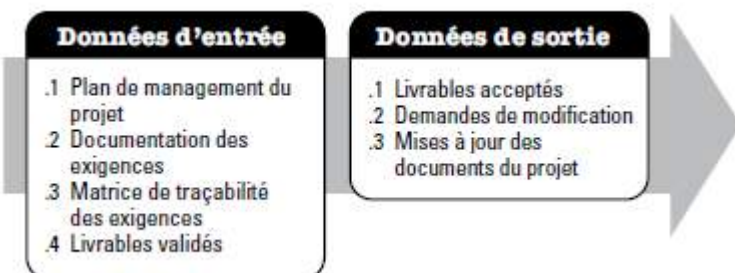 Données d'entrée
.1 Plan de management du
projet
.2 Documentation des
exigences
.3 Matrice de traçabilité
des exigences
.4 Livrables validés
Données de sortie
.1 Livrables acceptés
.2 Demandes de modification
.3 Mises à jour des
documents du projet